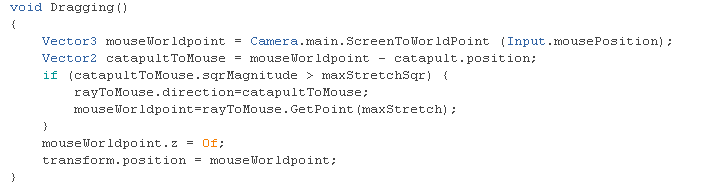 void Dragging()
{
Vector3 mouseWorldpoint = Camera.main.ScreenToWorldPoint (Input.mousePosition);
Vector2 catapultToMouse = mouseWorldpoint - catapult.position;
if (catapultToMouse.sqrMagnitude > maxStretchSqr) {
rayToMouse.direction=catapultToMouse;
mouseWorldpoint=rayToMouse.GetPoint(maxStretch);
}
mouseWorldpoint.z = 0f;
transform.position = mouseWorldpoint;
}